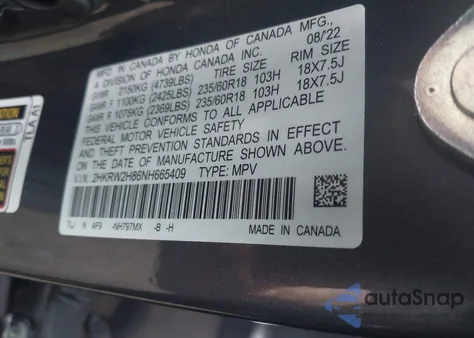 MFD. IN CANADA BY HONDA OF CANADA MFG.,
A DIVISION OF HONDA CANADA INC. 08/'22
TIRE SIZE RIM SIZE
GVWR 2150KG (4739LBS)
GAWR F 1100KG (2425LBS) 235/60R18 103H 18X7.5J
GAWR R 1075KG (2369LBS) 235/60R18 103H 18X7.5J
THIS VEHICLE CONFORMS TO ALL APPLICABLE
FEDERAL MOTOR VEHICLE SAFETY
AND THEFT PREVENTION STANDARDS IN EFFECT
ON THE DATE OF MANUFACTURE SHOWN ABOVE.
V.I.N. 2HKRW2H86NH665409 TYPE: MPV
AF9 -NH797MX -B -H
MADE IN CANADA
autoSnap